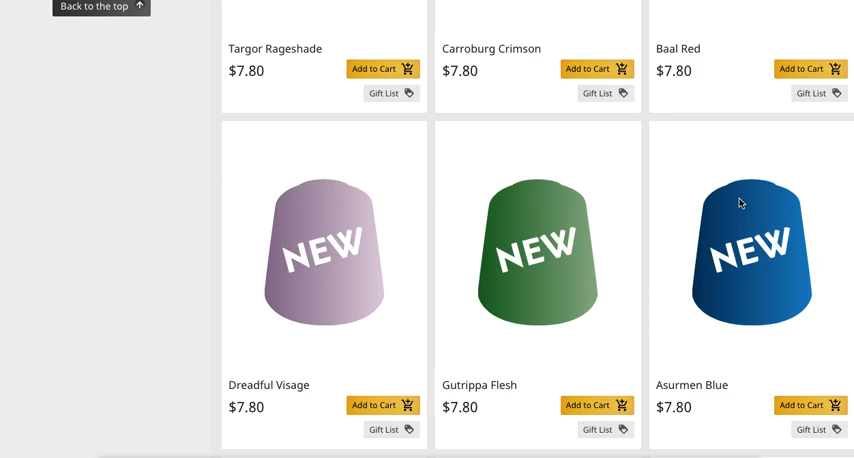 Back to the top
Targor Rageshade
Carroburg Crimson
Baal Red
$7.80
Add to Cart
$7.80
Add to Cart
$7.80
Add to Cart
Gift List
Gift List
Gift List
NEW
NEW
NEW
Dreadful Visage
Gutrippa Flesh
Asurmen Blue
$7.80
Add to Cart
$7.80
Add to Cart
$7.80
Add to Cart
Gift List
Gift List
Gift List